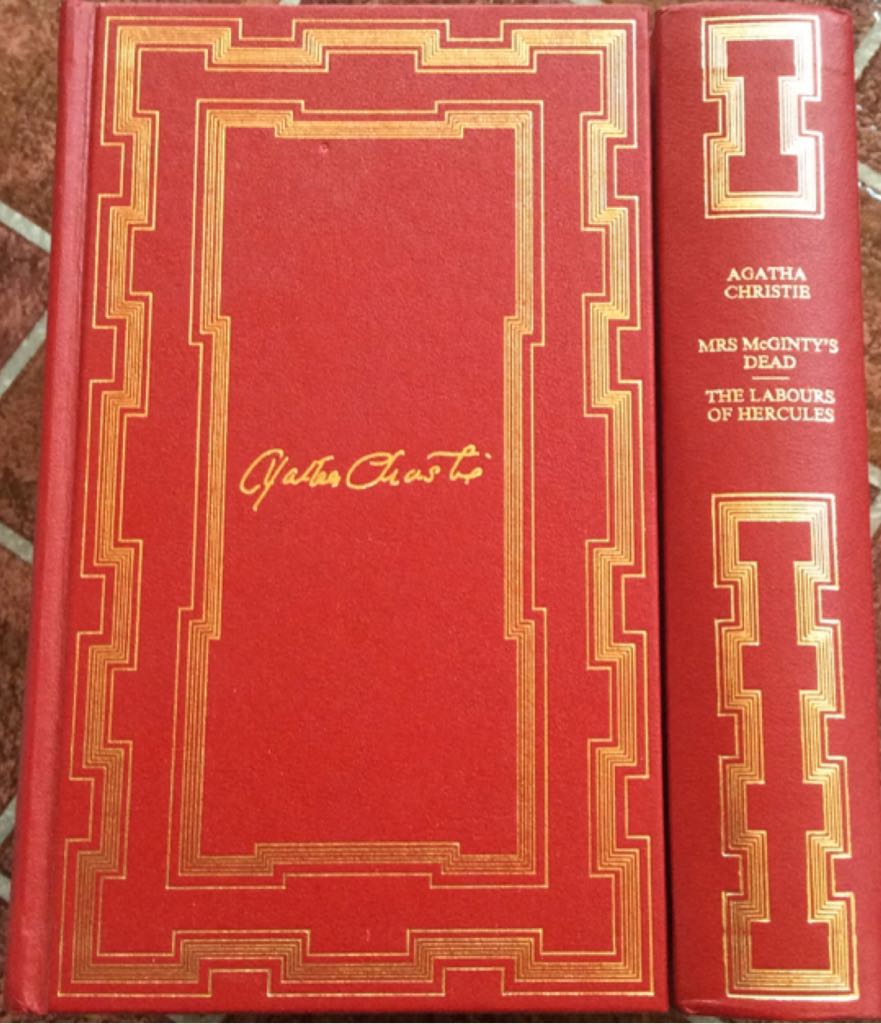 Agatha Christie
AGATHA
CHRISTIE
MRS McGINTY'S
DEAD
THE LABOURS
OF HERCULES